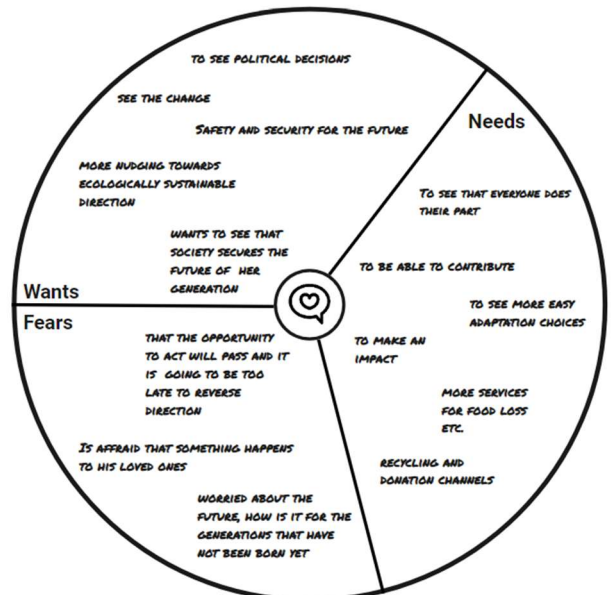 TO SEE POLITICAL DECISIONS
SEE THE CHANGE
SAFETY AND SECURITY FOR THE FUTURE
MORE NUDGING TOWARDS
ECOLOGICALLY SUSTAINABLE
DIRECTION
WANTS TO SEE THAT
SOCIETY SECURES THE
FUTURE OF HER
GENERATION
Wants
Needs
TO SEE THAT EVERYONE DOES
THEIR PART
TO BE ABLE TO CONTRIBUTE
TO SEE MORE EASY
ADAPTATION CHOICES
TO MAKE AN
IMPACT
MORE SERVICES
FOR FOOD LOSS
ETC.
RECYCLING AND
DONATION CHANNELS
Fears
THAT THE OPPORTUNITY
TO ACT WILL PASS AND IT
IS GOING TO BE TOO
LATE TO REVERSE
DIRECTION
IS AFFRAID THAT SOMETHING HAPPENS
TO HIS LOVED ONES
WORRIED ABOUT THE
FUTURE, HOW IS IT FOR THE
GENERATIONS THAT HAVE
NOT BEEN BORN YET